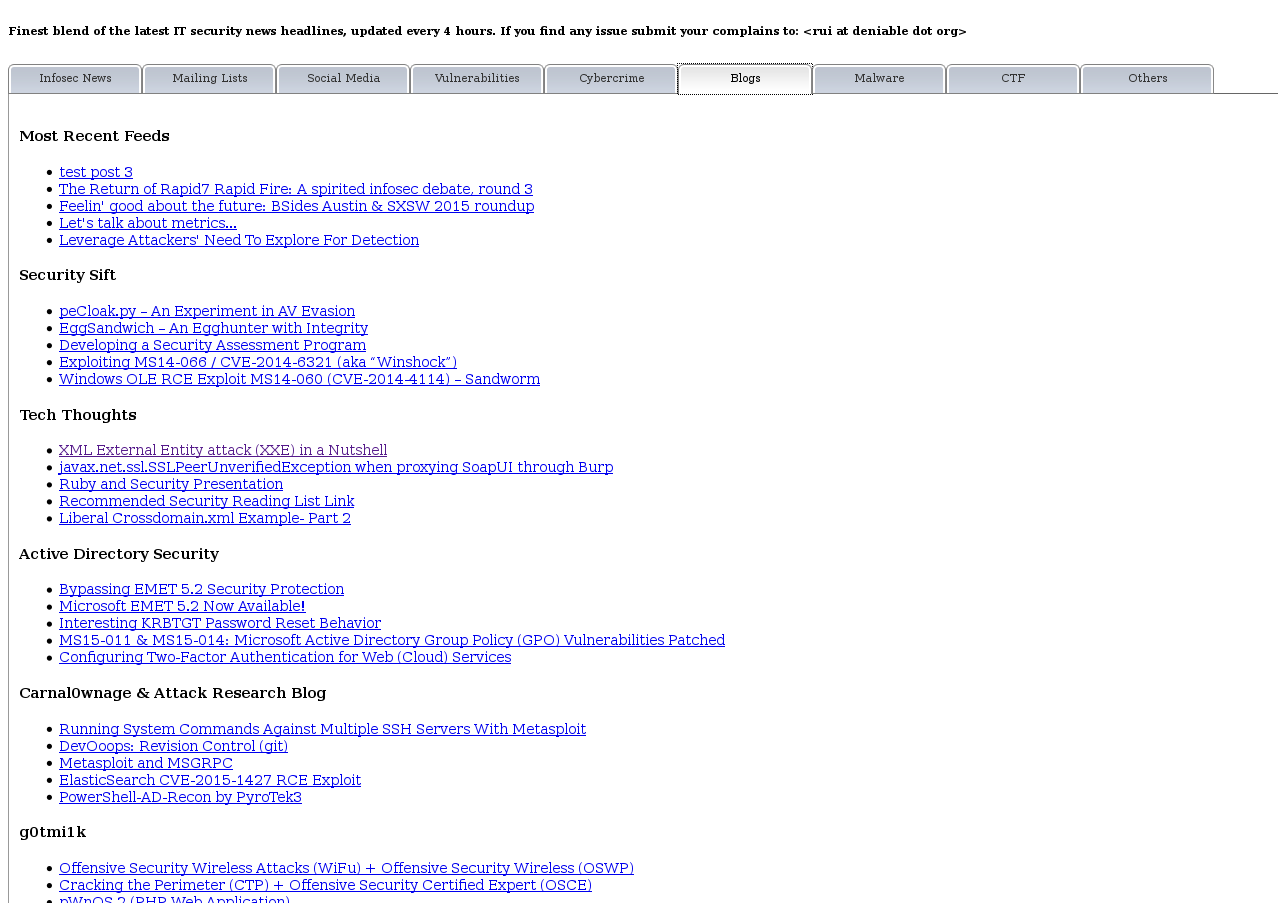 Finest blend of the latest IT security news headlines, updated every 4 hours. If you find any issue submit your complains to: <rui at deniable dot org>
Infosec News Mailing Lists Social Media Vulnerabilities Cybercrime Blogs Malware CTF Others
Most Recent Feeds
• test post 3
• The Return of Rapid7 Rapid Fire: A spirited infosec debate, round 3
• Feelin' good about the future: BSides Austin & SXSW 2015 roundup
• Let's talk about metrics...
• Leverage Attackers' Need To Explore For Detection
Security Sift
• peCloak.py – An Experiment in AV Evasion
• EggSandwich – An Egghunter with Integrity
• Developing a Security Assessment Program
• Exploiting MS14-066 / CVE-2014-6321 (aka “Winshock”)
• Windows OLE RCE Exploit MS14-060 (CVE-2014-4114) – Sandworm
Tech Thoughts
• XML External Entity attack (XXE) in a Nutshell
• javax.net.ssl.SSLPeerUnverifiedException when proxying SoapUI through Burp
• Ruby and Security Presentation
• Recommended Security Reading List Link
• Liberal Crossdomain.xml Example- Part 2
Active Directory Security
• Bypassing EMET 5.2 Security Protection
• Microsoft EMET 5.2 Now Available!
• Interesting KRBTGT Password Reset Behavior
• MS15-011 & MS15-014: Microsoft Active Directory Group Policy (GPO) Vulnerabilities Patched
• Configuring Two-Factor Authentication for Web (Cloud) Services
Carnal0wnage & Attack Research Blog
• Running System Commands Against Multiple SSH Servers With Metasploit
• DevOoops: Revision Control (git)
• Metasploit and MSGRPC
• ElasticSearch CVE-2015-1427 RCE Exploit
• PowerShell-AD-Recon by PyroTek3
g0tmi1k
• Offensive Security Wireless Attacks (WiFu) + Offensive Security Wireless (OSWP)
• Cracking the Perimeter (CTP) + Offensive Security Certified Expert (OSCE)
• pWnOS 2 (PHP Web Application)